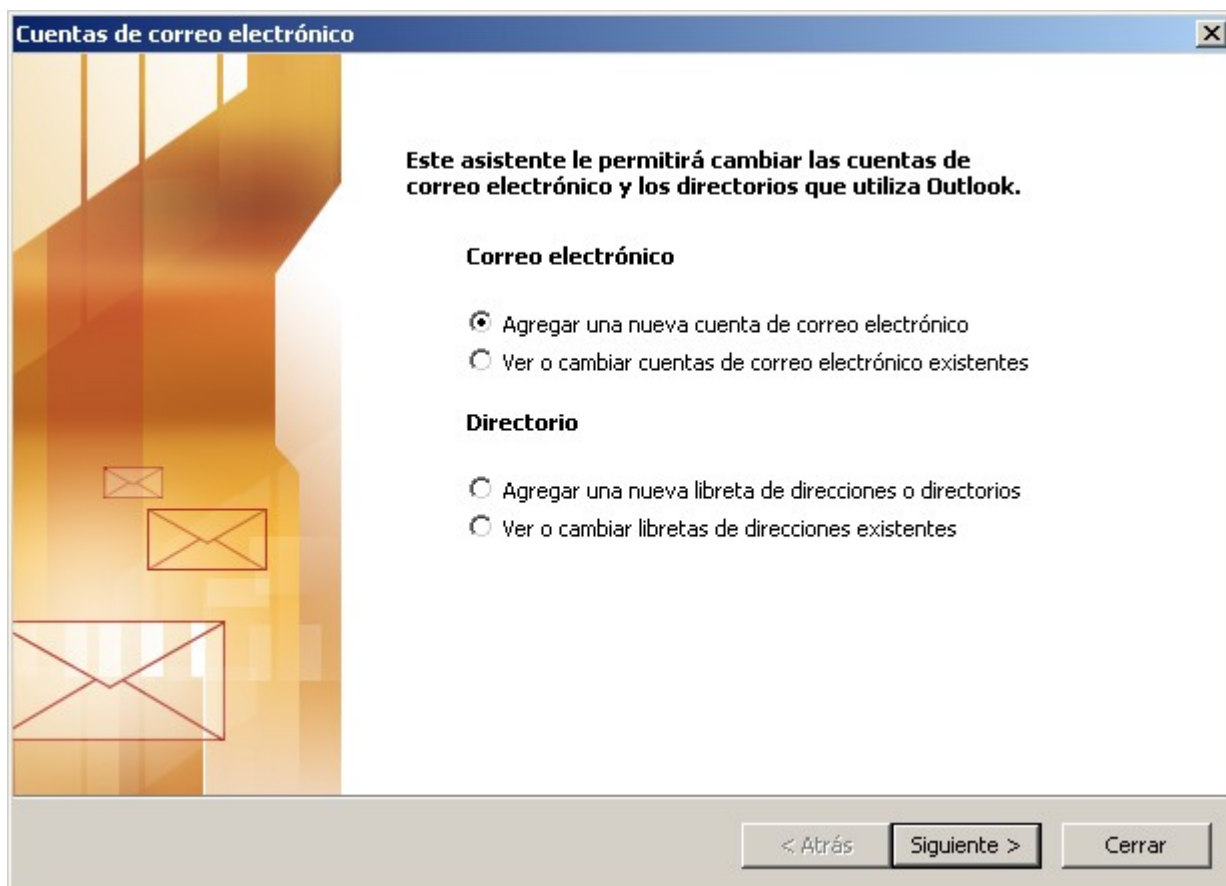 Cuentas de correo electrónico
Este asistente le permitirá cambiar las cuentas de
correo electrónico y los directorios que utiliza Outlook.
Correo electrónico
Agregar una nueva cuenta de correo electrónico
Ver o cambiar cuentas de correo electrónico existentes
Directorio
Agregar una nueva libreta de direcciones o directorios
Ver o cambiar libretas de direcciones existentes
< Atrás Siguiente > Cerrar